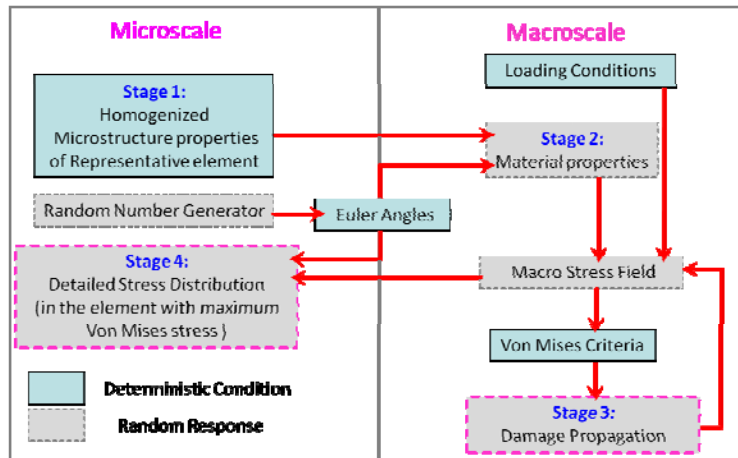 Microscale
Macroscale
Stage 1:
Homogenized
Microstructure properties
of Representative element
Loading Conditions
Stage 2:
Material properties
Random Number Generator
Euler Angles
Stage 4:
Detailed Stress Distribution
(in the element with maximum
Von Mises stress )
Macro Stress Field
Von Mises Criteria
Stage 3:
Damage Propagation
Deterministic Condition
Random Response